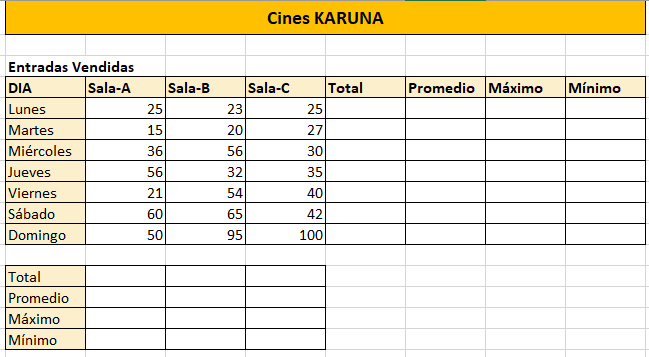 Cines KARUNA
Entradas Vendidas
DIA Sala-A Sala-B Sala-C Total Promedio Máximo Mínimo
Lunes 25 23 25
Martes 15 20 27
Miércoles 36 56 30
Jueves 56 32 35
Viernes 21 54 40
Sábado 60 65 42
Domingo 50 95 100
Total
Promedio
Máximo
Mínimo